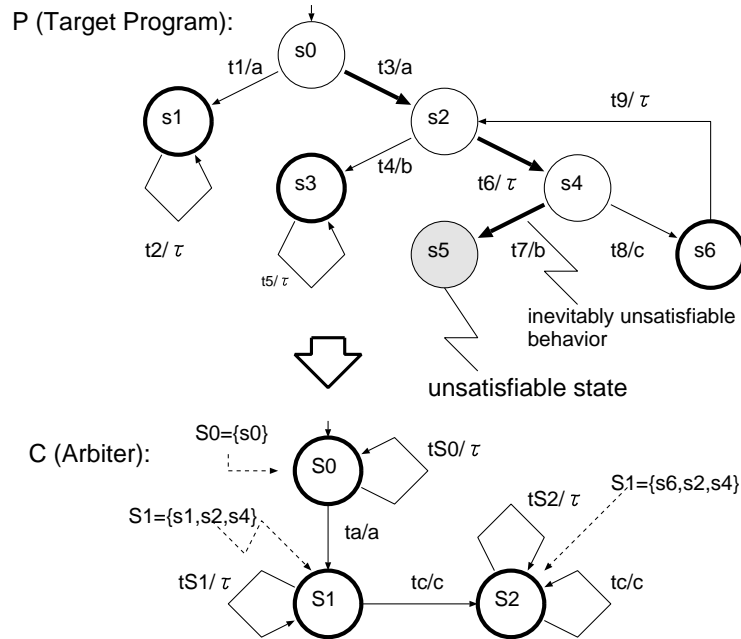 P (Target Program):
s0
t1/a
t3/a
t9/ τ
s1
s2
t4/b
s3
t6/ τ
s4
t2/ τ
s5
t7/b
t8/c
s6
t5/ τ
inevitably unsatisfiable
behavior
unsatisfiable state
C (Arbiter):
S0={s0}
S0
tS0/ τ
S1={s6,s2,s4}
tS2/ τ
S1={s1,s2,s4}
ta/a
tS1/ τ
S1
tc/c
S2
tc/c